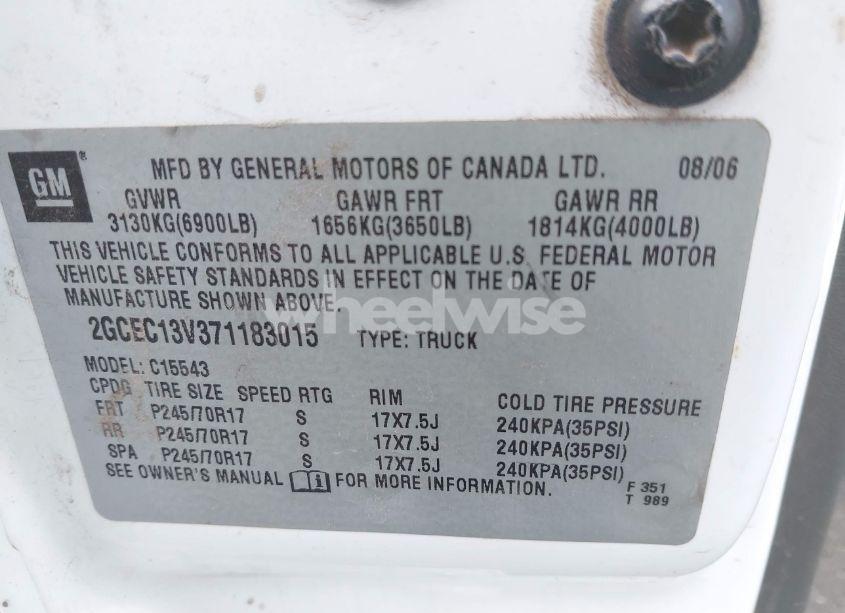 GM ®
MFD BY GENERAL MOTORS OF CANADA LTD. 08/06
GVWR GAWR FRT GAWR RR
3130KG(6900LB) 1656KG(3650LB) 1814KG(4000LB)
THIS VEHICLE CONFORMS TO ALL APPLICABLE U.S. FEDERAL MOTOR
VEHICLE SAFETY STANDARDS IN EFFECT ON THE DATE OF
MANUFACTURE SHOWN ABOVE.
wheelwise
2GCEC13V371183015 TYPE: TRUCK
MODEL: C15543
CPDG TIRE SIZE SPEED RTG RIM COLD TIRE PRESSURE
FRT P245/70R17 S 17X7.5J 240KPA(35PSI)
RR P245/70R17 S 17X7.5J 240KPA(35PSI)
SPA P245/70R17 S 17X7.5J 240KPA(35PSI)
SEE OWNER'S MANUAL FOR MORE INFORMATION.
F 351
T 989